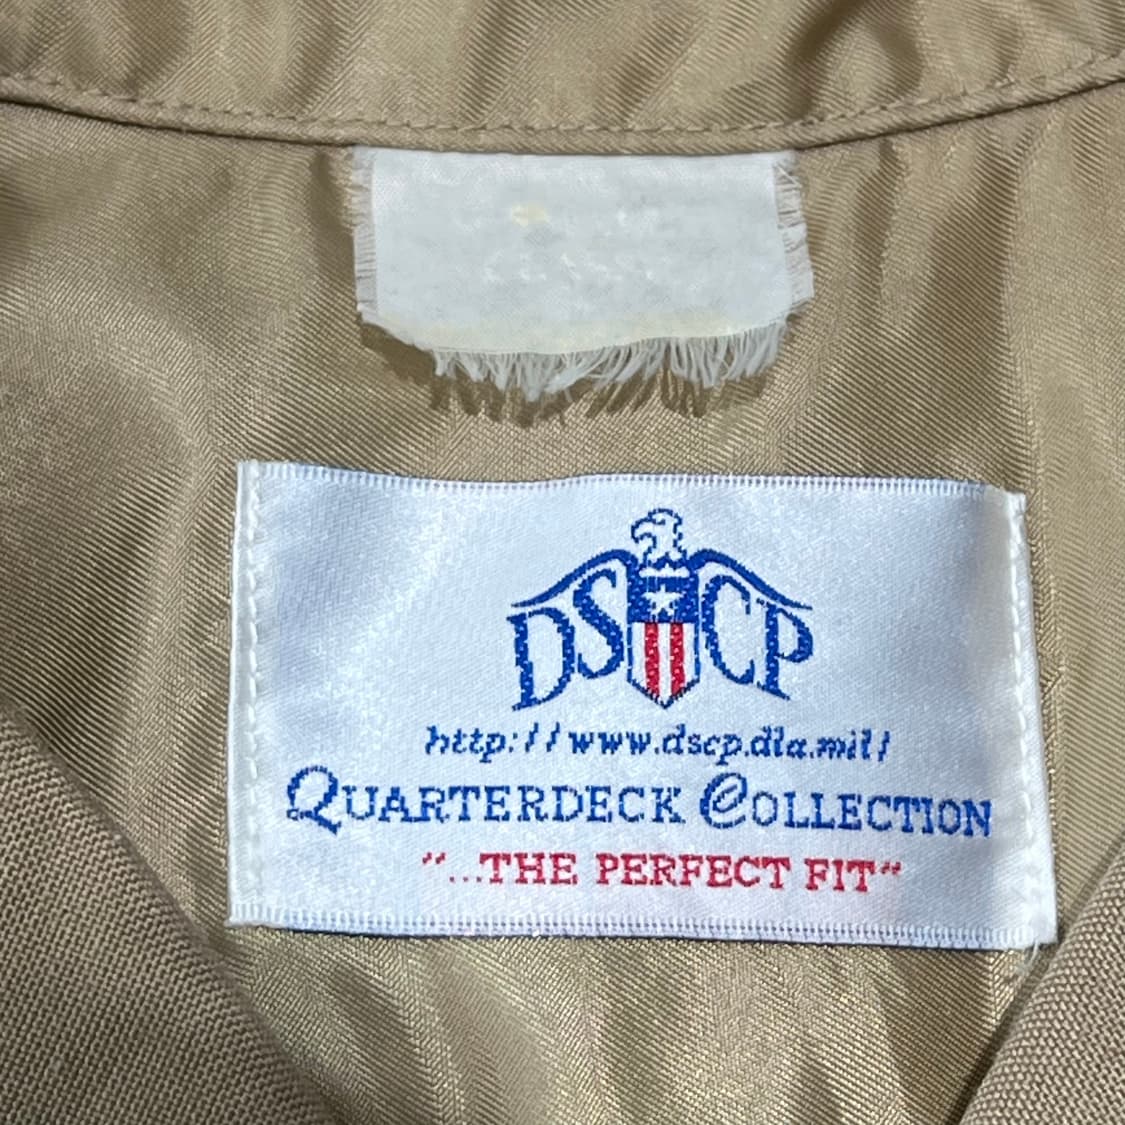 DSCP
http://www.dscp.dla.mil/
QUARTERDECK COLLECTION
"...THE PERFECT FIT"